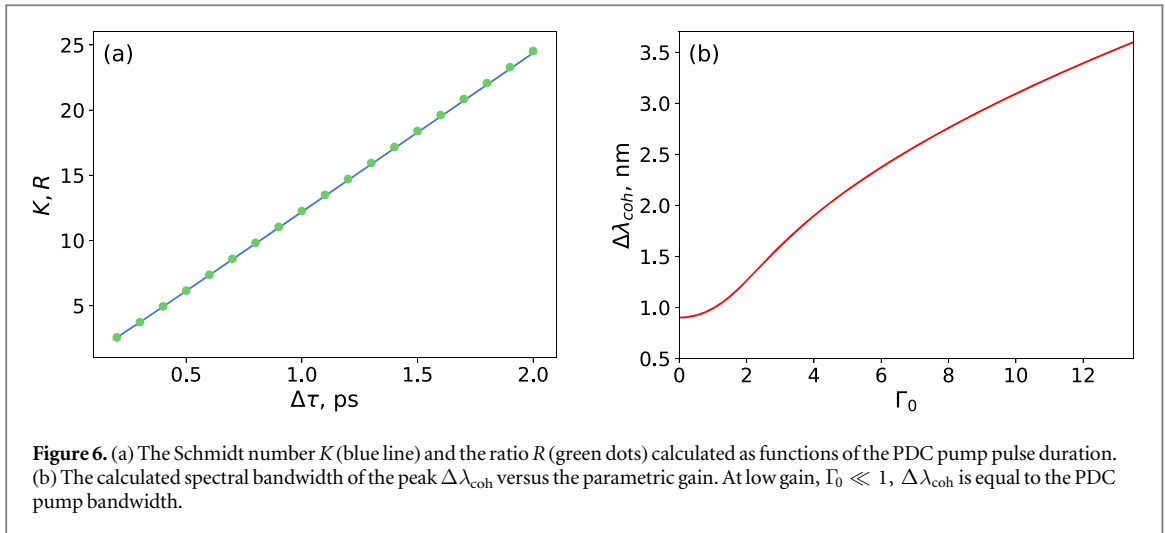 (a)
K, R
25
20
15
10
5
0.5 1.0 1.5 2.0
Δτ, ps
(b)
Δλcoh, nm
3.5
3.0
2.5
2.0
1.5
1.0
0.5
0 2 4 6 8 10 12
Γ0
Figure 6. (a) The Schmidt number K (blue line) and the ratio R (green dots) calculated as functions of the PDC pump pulse duration.
(b) The calculated spectral bandwidth of the peak Δλcoh versus the parametric gain. At low gain, Γ0 ≪ 1, Δλcoh is equal to the PDC
pump bandwidth.